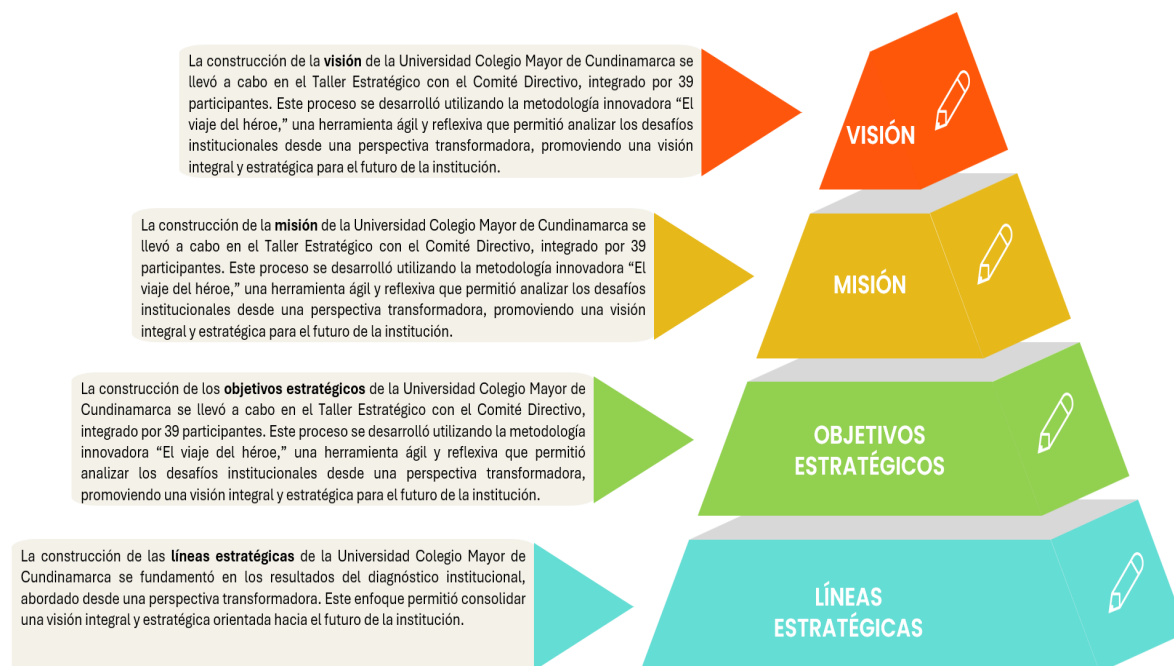 La construcción de la visión de la Universidad Colegio Mayor de Cundinamarca se
llevó a cabo en el Taller Estratégico con el Comité Directivo, integrado por 39
participantes. Este proceso se desarrolló utilizando la metodología innovadora “El
viaje del héroe,” una herramienta ágil y reflexiva que permitió analizar los desafíos
institucionales desde una perspectiva transformadora, promoviendo una visión
integral y estratégica para el futuro de la institución.
VISIÓN
La construcción de la misión de la Universidad Colegio Mayor de Cundinamarca se
llevó a cabo en el Taller Estratégico con el Comité Directivo, integrado por 39
participantes. Este proceso se desarrolló utilizando la metodología innovadora “El
viaje del héroe,” una herramienta ágil y reflexiva que permitió analizar los desafíos
institucionales desde una perspectiva transformadora, promoviendo una visión
integral y estratégica para el futuro de la institución.
MISIÓN
La construcción de los objetivos estratégicos de la Universidad Colegio Mayor de
Cundinamarca se llevó a cabo en el Taller Estratégico con el Comité Directivo,
integrado por 39 participantes. Este proceso se desarrolló utilizando la metodología
innovadora “El viaje del héroe,” una herramienta ágil y reflexiva que permitió
analizar los desafíos institucionales desde una perspectiva transformadora,
promoviendo una visión integral y estratégica para el futuro de la institución.
OBJETIVOS
ESTRATÉGICOS
La construcción de las líneas estratégicas de la Universidad Colegio Mayor de
Cundinamarca se fundamentó en los resultados del diagnóstico institucional,
abordado desde una perspectiva transformadora. Este enfoque permitió consolidar
una visión integral y estratégica orientada hacia el futuro de la institución.
LÍNEAS
ESTRATÉGICAS